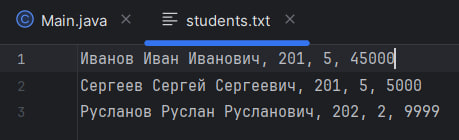 Main.java
students.txt
1 Иванов Иван Иванович, 201, 5, 45000
2 Сергеев Сергей Сергеевич, 201, 5, 5000
3 Русланов Руслан Русланович, 202, 2, 9999